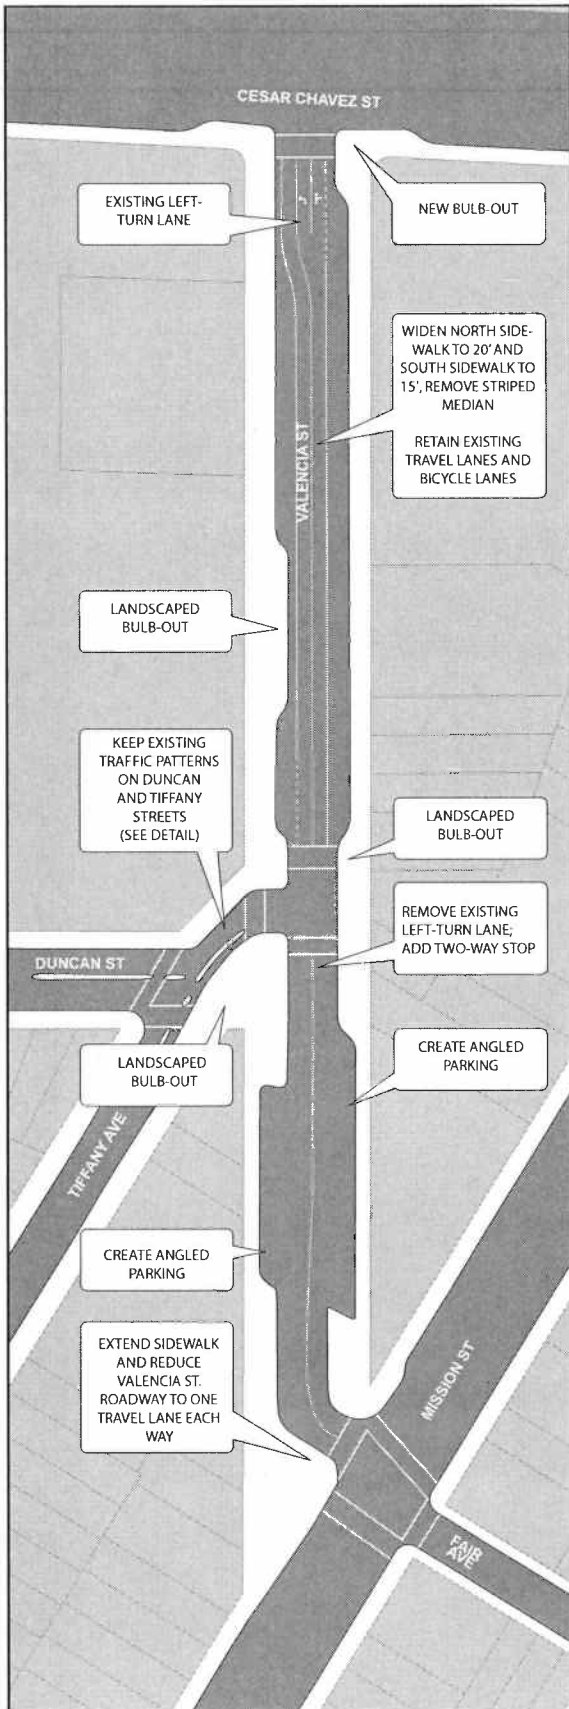 CESAR CHAVEZ ST
EXISTING LEFT-
TURN LANE
NEW BULB-OUT
WIDEN NORTH SIDE-
WALK TO 20' AND
SOUTH SIDEWALK TO
15', REMOVE STRIPED
MEDIAN
RETAIN EXISTING
TRAVEL LANES AND
BICYCLE LANES
VALENCIA ST
LANDSCAPED
BULB-OUT
KEEP EXISTING
TRAFFIC PATTERNS
ON DUNCAN
AND TIFFANY
STREETS
(SEE DETAIL)
LANDSCAPED
BULB-OUT
REMOVE EXISTING
LEFT-TURN LANE;
ADD TWO-WAY STOP
DUNCAN ST
LANDSCAPED
BULB-OUT
CREATE ANGLED
PARKING
TIFFANY AVE
CREATE ANGLED
PARKING
EXTEND SIDEWALK
AND REDUCE
VALENCIA ST.
ROADWAY TO ONE
TRAVEL LANE EACH
WAY
MISSION ST
FAIR
AVE